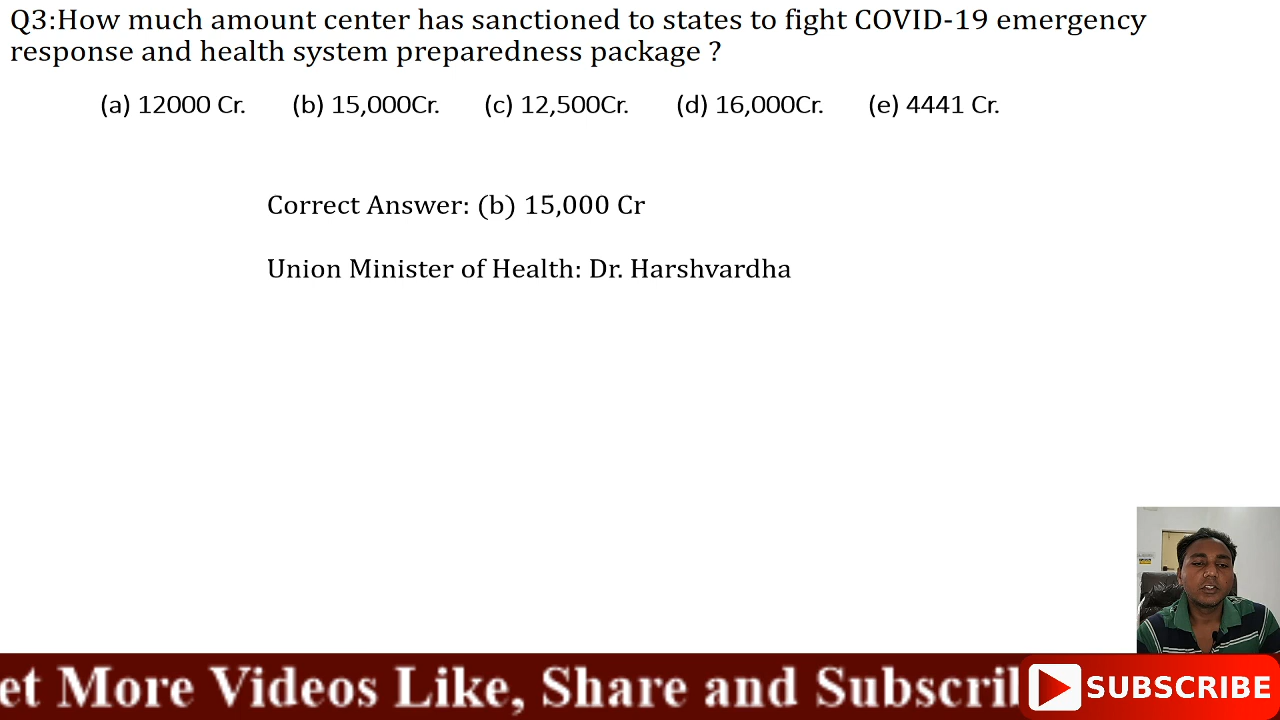 Q3:How much amount center has sanctioned to states to fight COVID-19 emergency
response and health system preparedness package ?
(a) 12000 Cr. (b) 15,000Cr. (c) 12,500Cr. (d) 16,000Cr. (e) 4441 Cr.
Correct Answer: (b) 15,000 Cr
Union Minister of Health: Dr. Harshvardha
et More Videos Like, Share and Subscril
SUBSCRIBE